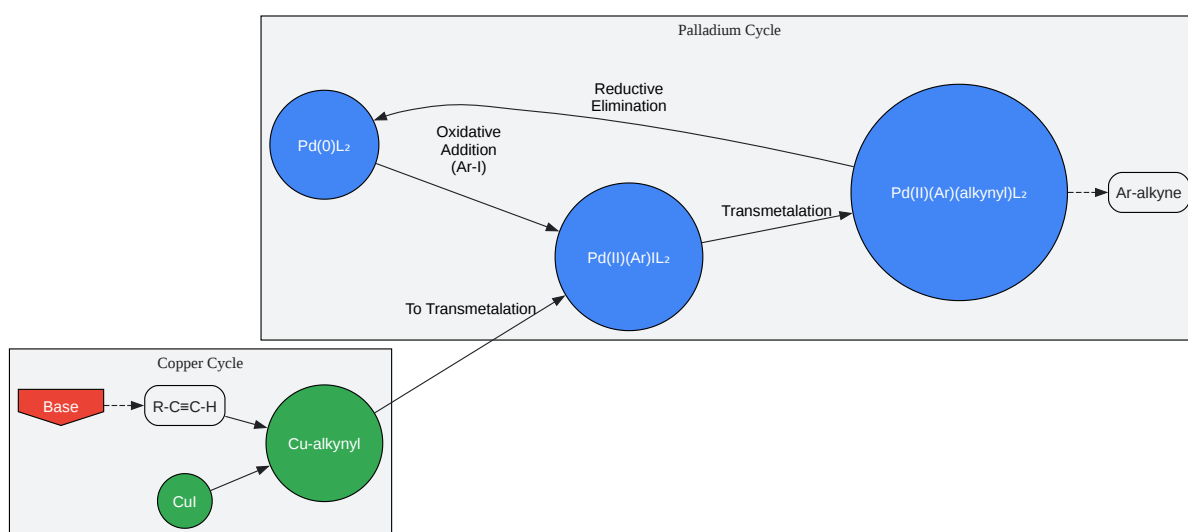 Palladium Cycle
Reductive
Elimination
Oxidative
Addition
(Ar-I)
Pd(0)L₂
Transmetalation
Pd(II)(Ar)(alkynyl)L₂
Ar-alkyne
Pd(II)(Ar)IL₂
To Transmetalation
Copper Cycle
Base
R-C≡C-H
Cu-alkynyl
CuI